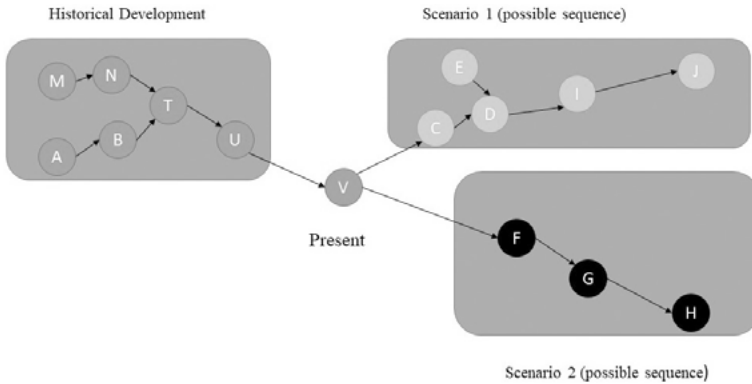 Historical Development
Scenario 1 (possible sequence)
M
N
T
A
B
U
V
Present
E
C
D
I
J
F
G
H
Scenario 2 (possible sequence)